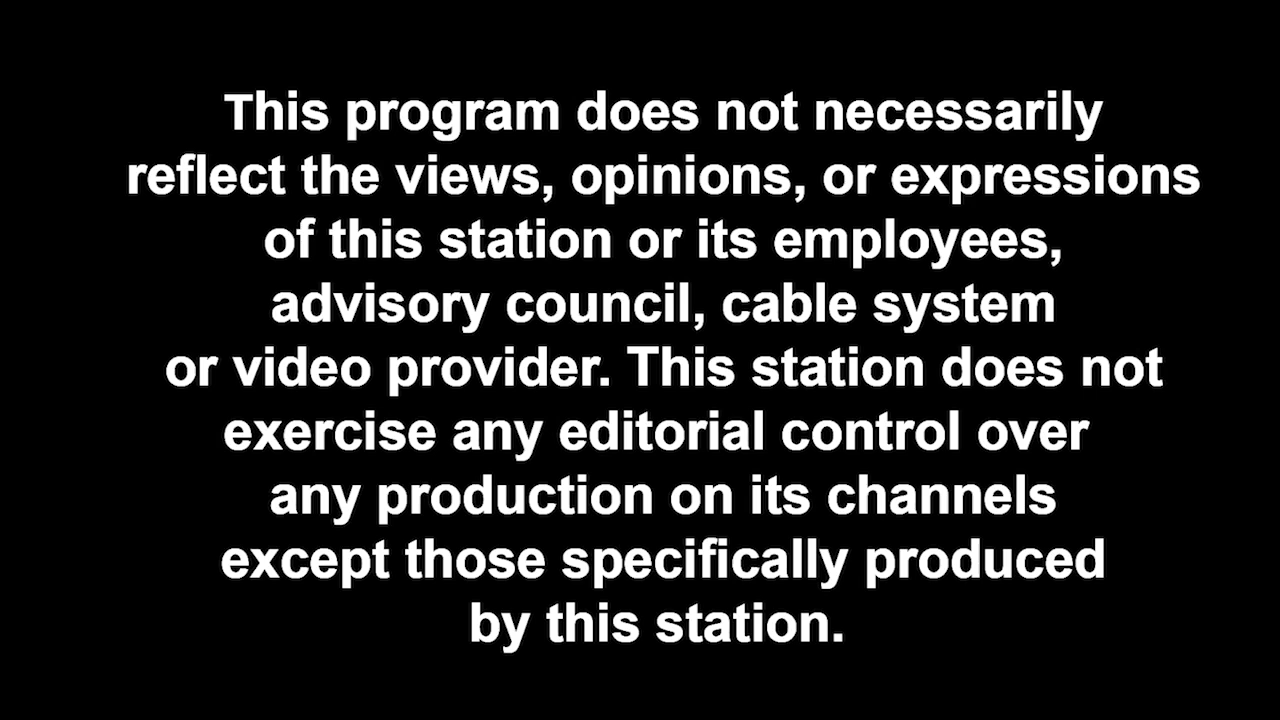 This program does not necessarily
reflect the views, opinions, or expressions
of this station or its employees,
advisory council, cable system
or video provider. This station does not
exercise any editorial control over
any production on its channels
except those specifically produced
by this station.